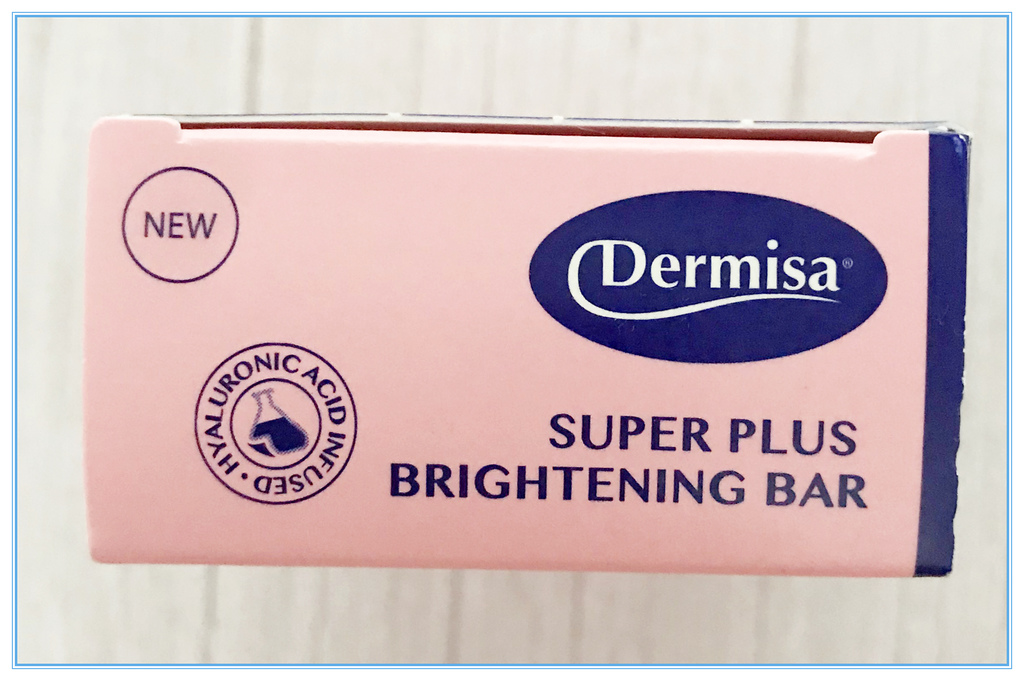 NEW
Dermisa®
HYALURONIC ACID INFUSED •
SUPER PLUS
BRIGHTENING BAR